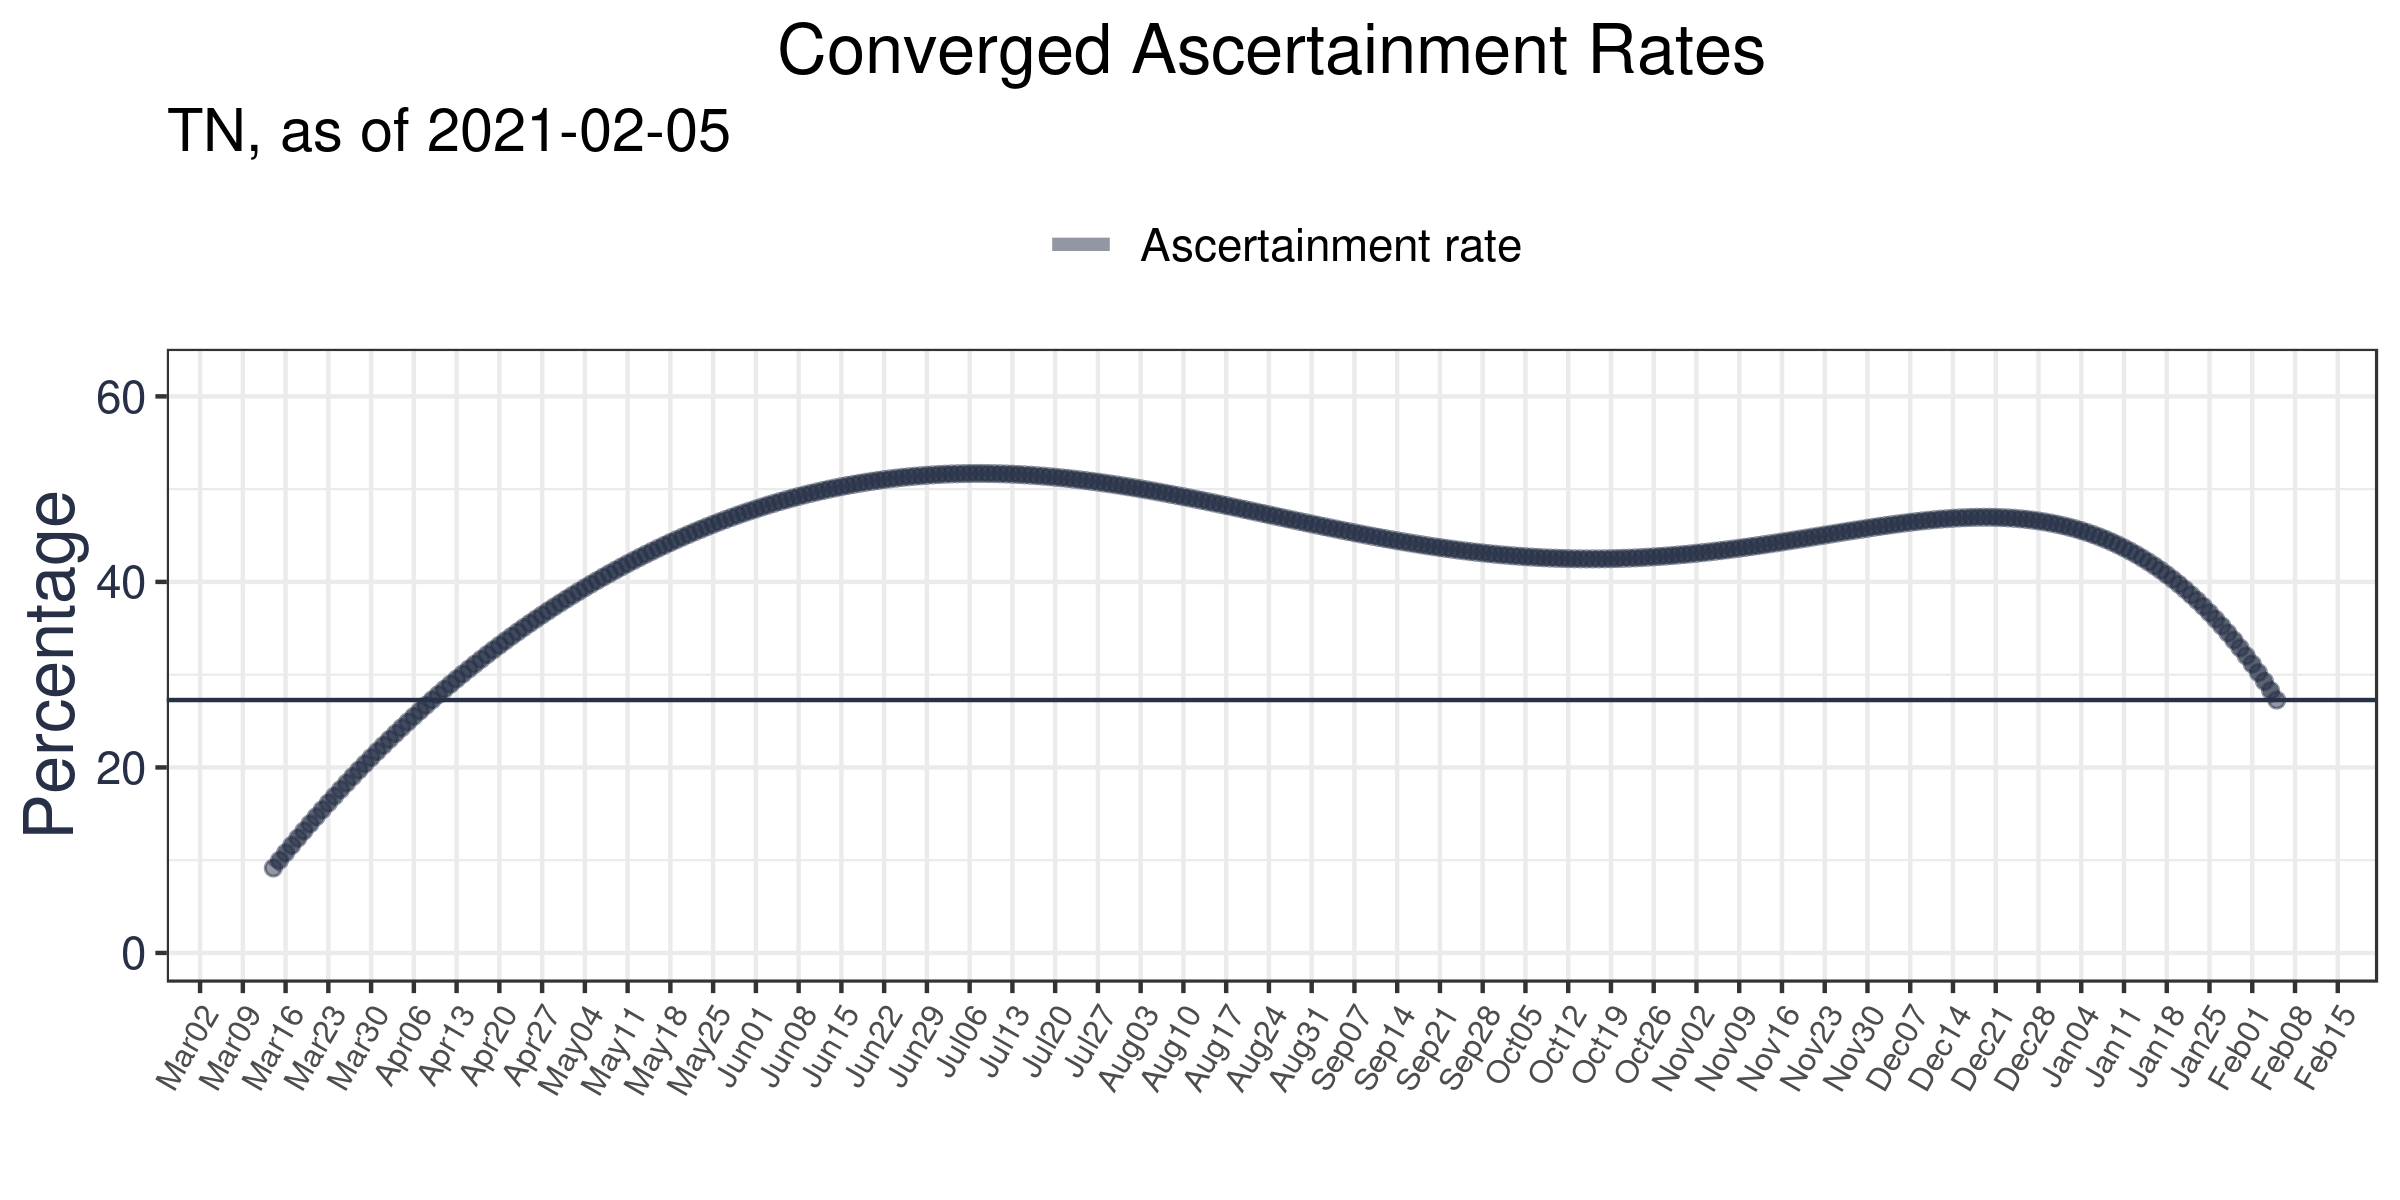 Converged Ascertainment Rates
TN, as of 2021-02-05
Ascertainment rate
Percentage
60
40
20
0
Mar02 Mar09 Mar16 Mar23 Mar30 Apr06 Apr13 Apr20 Apr27 May04 May11 May18 May25 Jun01 Jun08 Jun15 Jun22 Jun29 Jul06 Jul13 Jul20 Jul27 Aug03 Aug10 Aug17 Aug24 Aug31 Sep07 Sep14 Sep21 Sep28 Oct05 Oct12 Oct19 Oct26 Nov02 Nov09 Nov16 Nov23 Nov30 Dec07 Dec14 Dec21 Dec28 Jan04 Jan11 Jan18 Jan25 Feb01 Feb08 Feb15